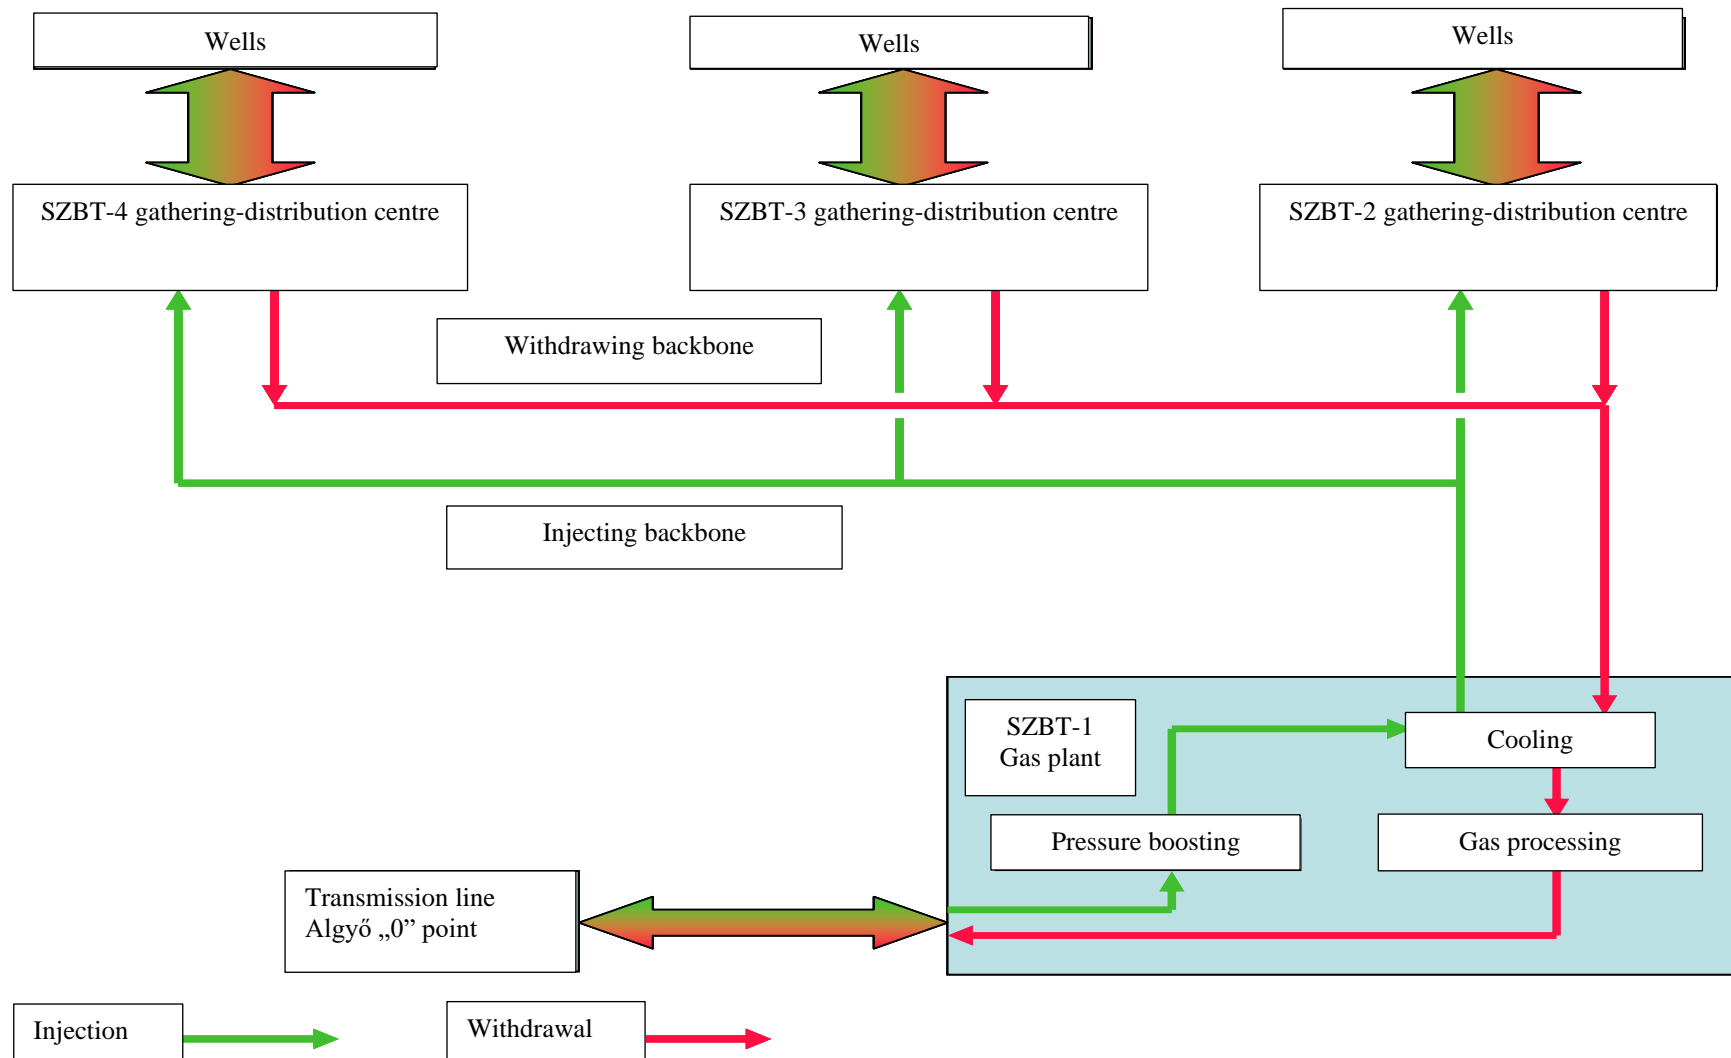 Wells
Wells
Wells
SZBT-4 gathering-distribution centre
SZBT-3 gathering-distribution centre
SZBT-2 gathering-distribution centre
Withdrawing backbone
Injecting backbone
SZBT-1
Gas plant
Cooling
Pressure boosting
Gas processing
Transmission line
Algyő „0” point
Injection
Withdrawal